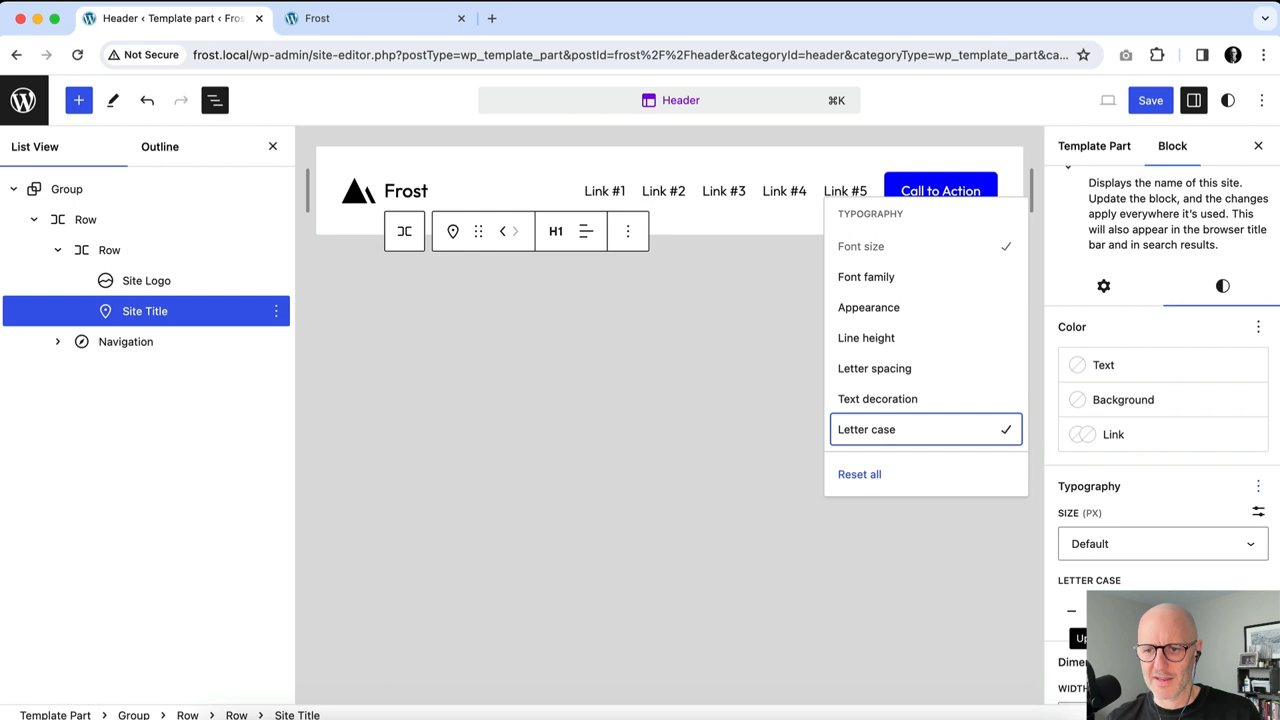 Header ‹ Template part ‹ Fros
Frost
Not Secure
frost.local/wp-admin/site-editor.php?postType=wp_template_part&postId=frost%2F%2Fheader&categoryId=header&categoryType=wp_template_part&ca...
Header
⌘K
Save
List View
Outline
Group
Row
Row
Site Logo
Site Title
Navigation
Frost
Link #1
Link #2
Link #3
Link #4
Link #5
Call to Action
H1
TYPOGRAPHY
Font size
Font family
Appearance
Line height
Letter spacing
Text decoration
Letter case
Reset all
Template Part
Block
Displays the name of this site.
Update the block, and the changes
apply everywhere it's used. This
will also appear in the browser title
bar and in search results.
Color
Text
Background
Link
Typography
SIZE (PX)
Default
LETTER CASE
Template Part
Group
Row
Row
Site Title